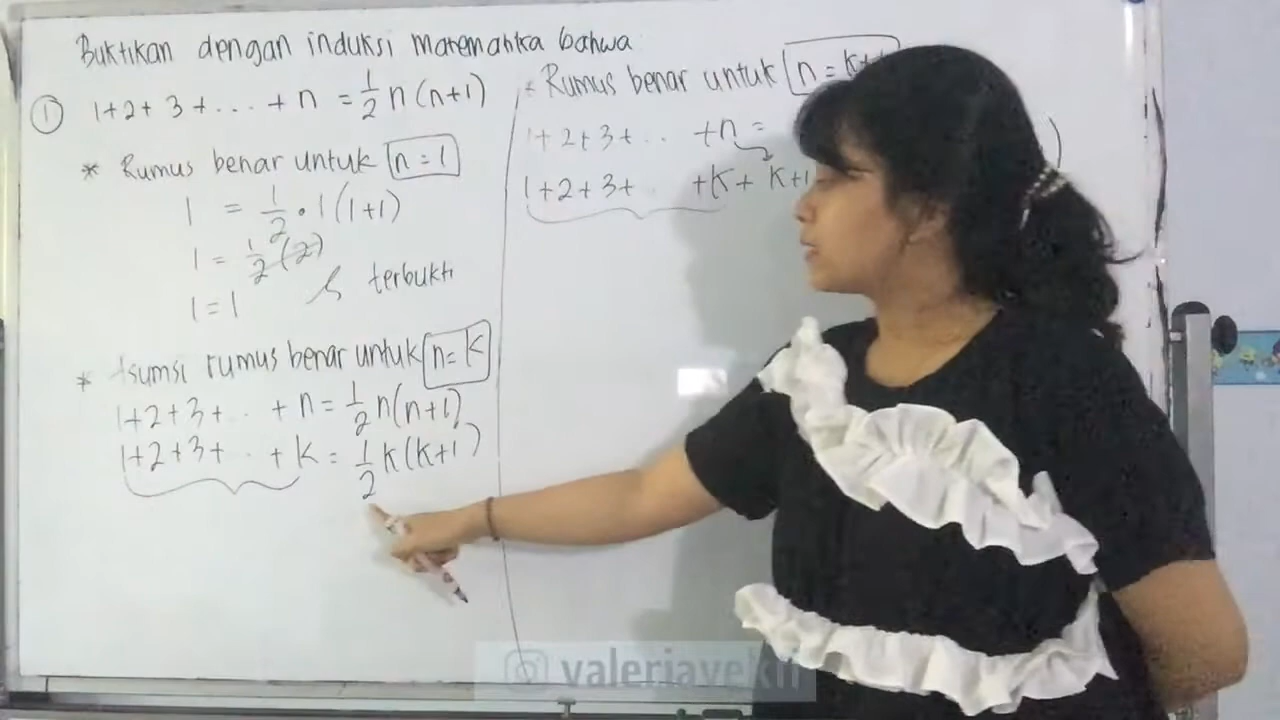 Buktikan dengan induksi matematika bahwa
① 1+2+3+... + n = 1/2 n(n+1)
* Rumus benar untuk n=1
1 = 1/2 • 1(1+1)
1 = 1/2 (2)
1=1 terbukti
* Asumsi rumus benar untuk n=k
1+2+3+.. + n = 1/2 n(n+1)
1+2+3+.. + k = 1/2 k(k+1)
* Rumus benar untuk n = k+1
1+2+3+.. +n =
1+2+3+.. +k+ k+1
)
valeriavekll